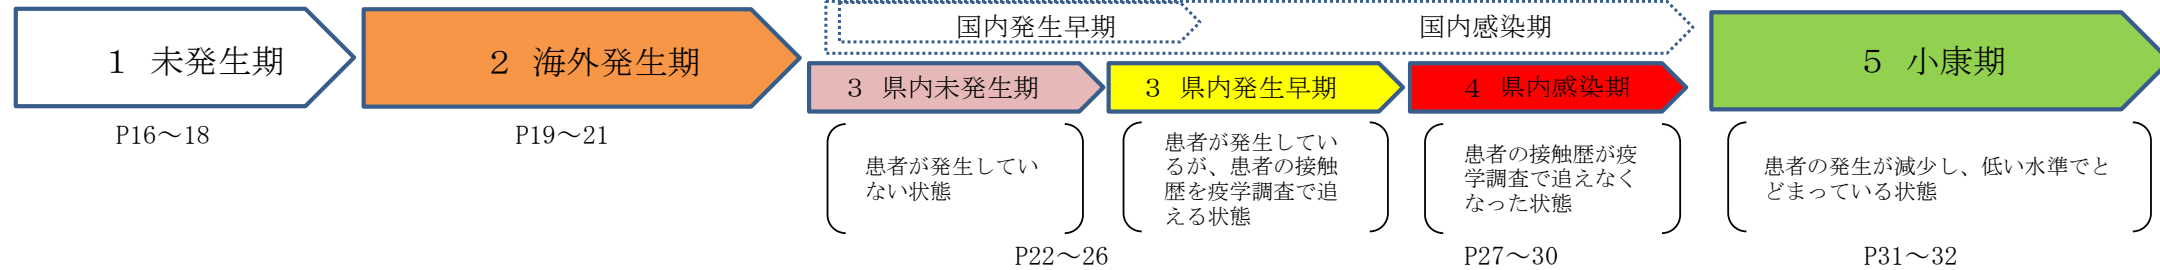 １　未発生期
P16～18
２　海外発生期
P19～21
国内発生早期
国内感染期
３　県内未発生期
患者が発生してい
ない状態
３　県内発生早期
患者が発生してい
るが、患者の接触
歴を疫学調査で追
える状態
P22～26
４　県内感染期
患者の接触歴が疫
学調査で追えなく
なった状態
P27～30
５　小康期
患者の発生が減少し、低い水準でと
どまっている状態
P31～32